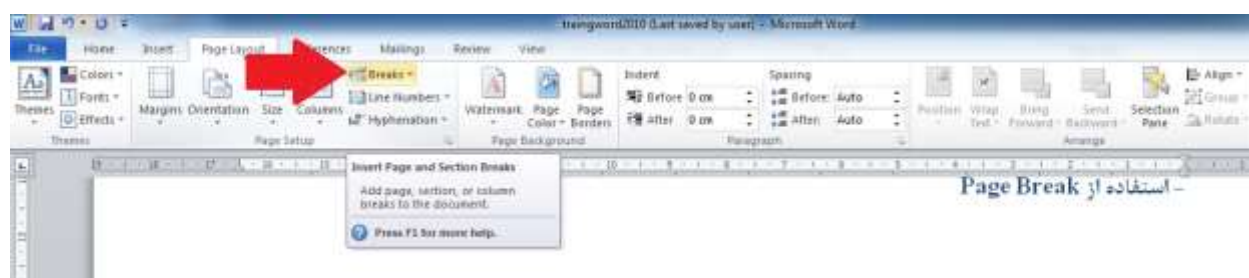 traingword2010 (Last saved by user) - Microsoft Word
File Home Insert Page Layout References Mailings Review View
Themes
Colors
Fonts
Effects
Themes
Margins Orientation Size Columns
Breaks
Line Numbers
Hyphenation
Page Setup
Watermark Page Color Page Borders
Page Background
Indent
Before 0 cm
After 0 cm
Spacing
Before: Auto
After: Auto
Paragraph
Position Wrap Text Bring Forward Send Backward Selection Pane
Align
Group
Rotate
Arrange
Insert Page and Section Breaks
Add page, section, or column
breaks to the document.
Press F1 for more help.
- استفاده از Page Break